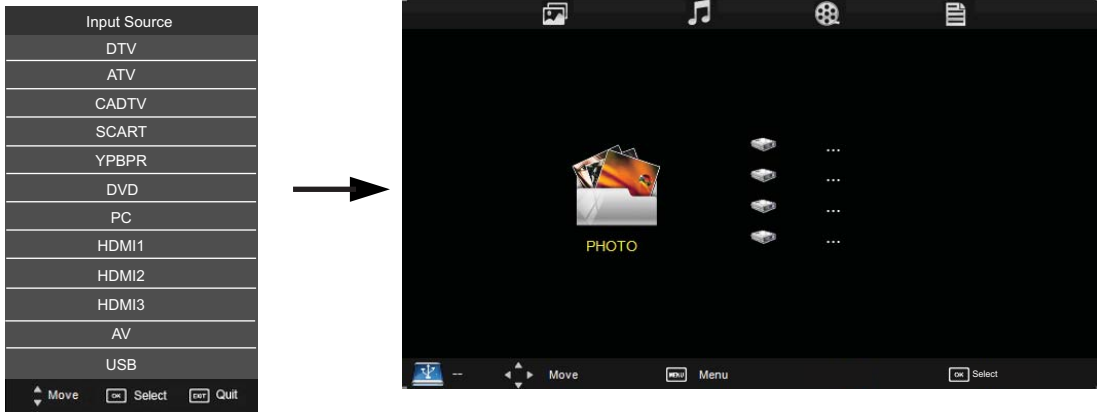 Input Source
DTV
ATV
CADTV
SCART
YPBPR
DVD
PC
HDMI1
HDMI2
HDMI3
AV
USB
Move OK Select EXIT Quit
...
...
...
...
PHOTO
-- Move MENU Menu OK Select